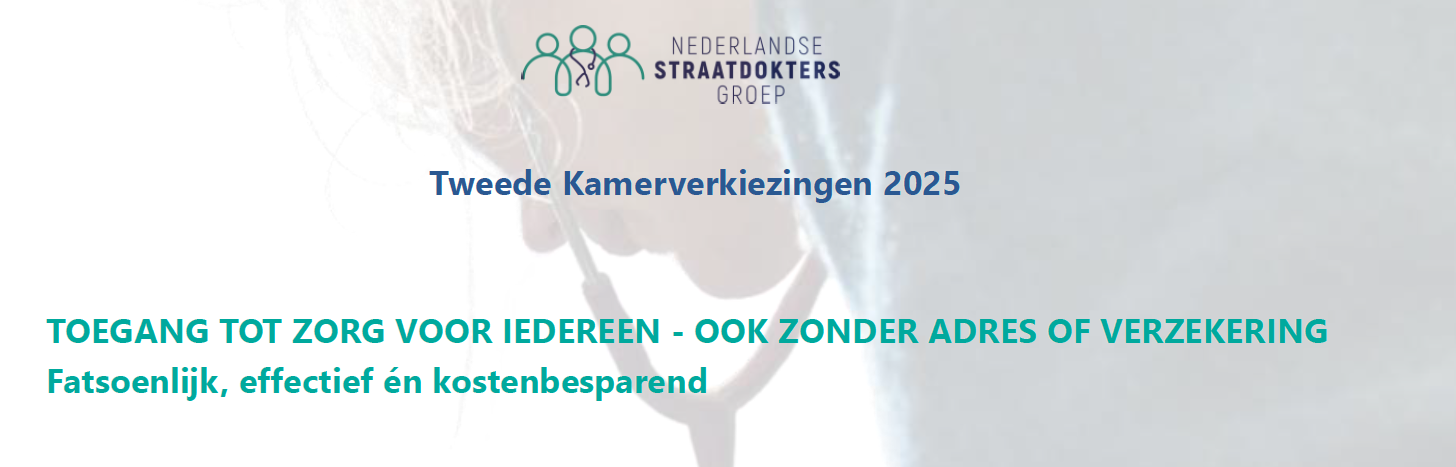 NEDERLANDSE
STRAATDOKTERS
GROEP
Tweede Kamerverkiezingen 2025
TOEGANG TOT ZORG VOOR IEDEREEN - OOK ZONDER ADRES OF VERZEKERING
Fatsoenlijk, effectief én kostenbesparend